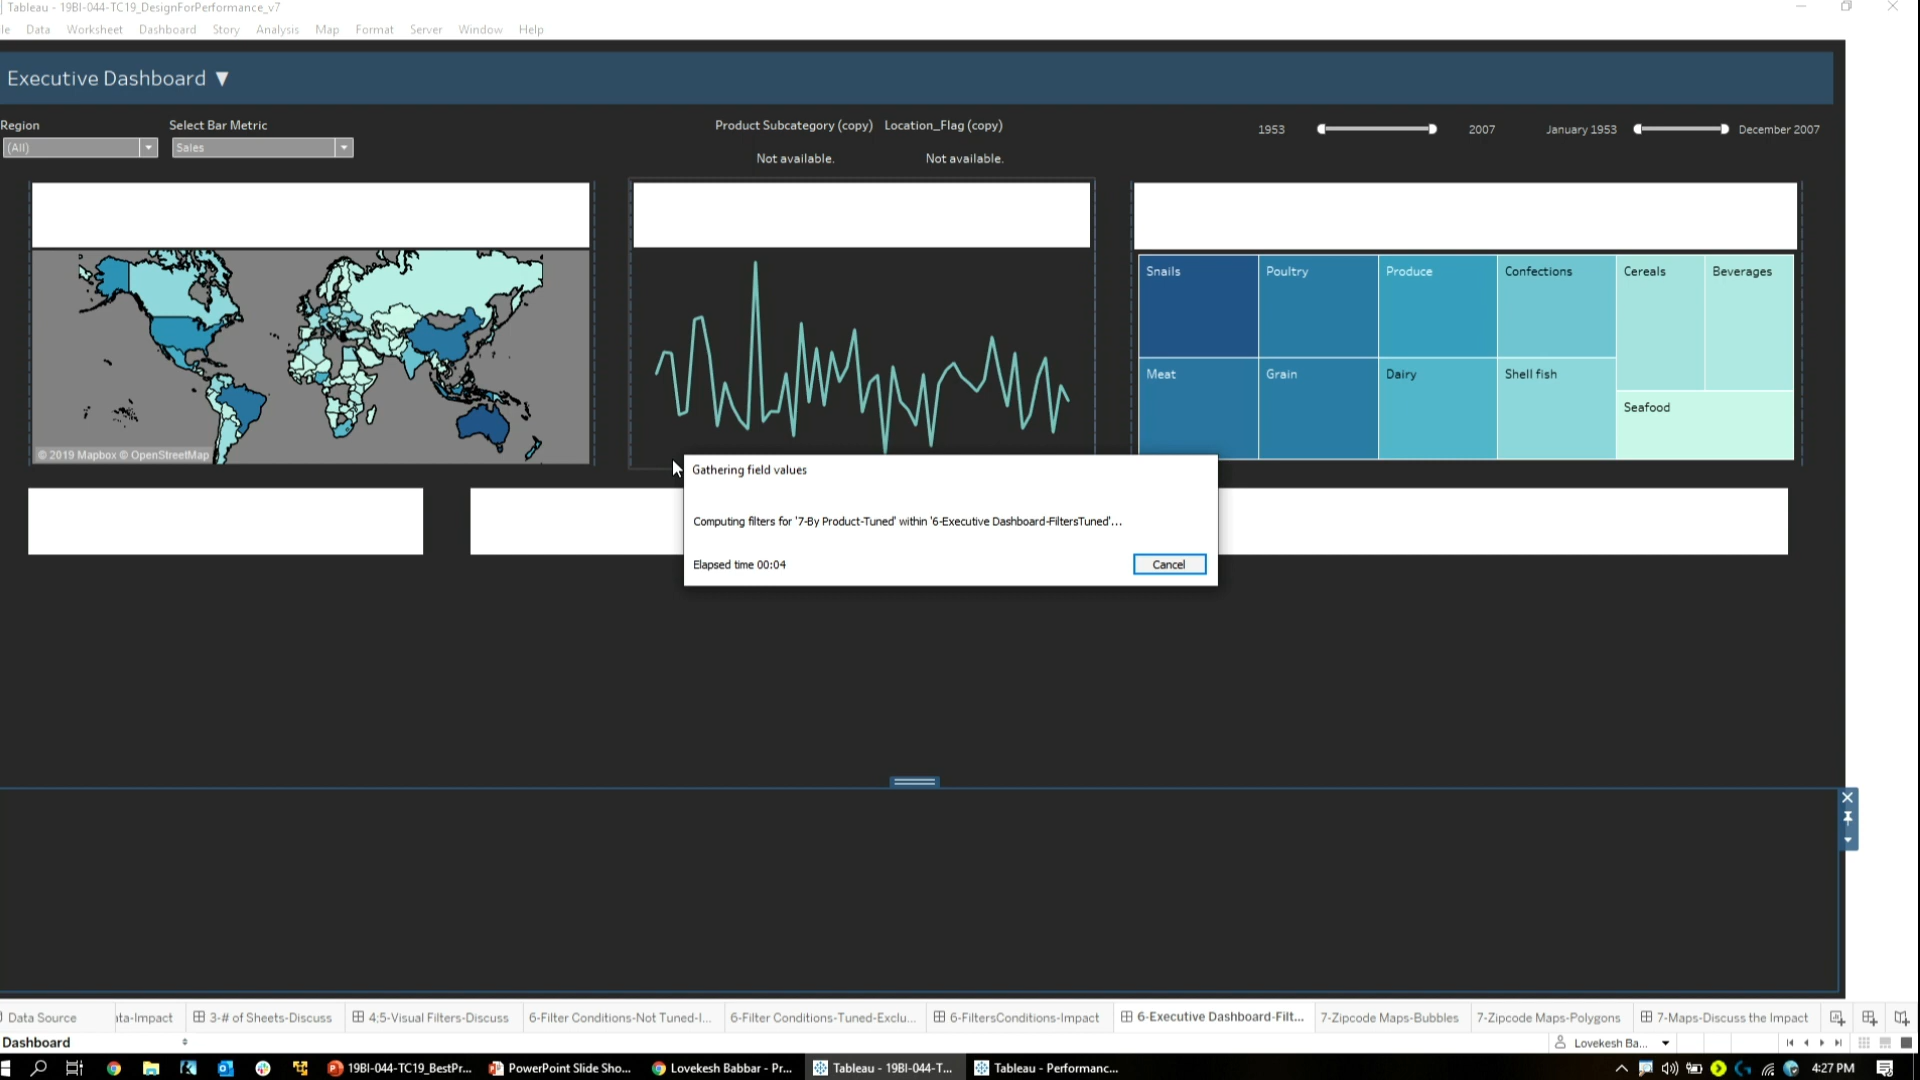 Tableau - 19BI-044-TC19_DesignForPerformance_v7
le Data Worksheet Dashboard Story Analysis Map Format Server Window Help
Executive Dashboard ▼
Region
(All)
Select Bar Metric
Sales
Product Subcategory (copy) Location_Flag (copy)
Not available. Not available.
1953 2007 January 1953 December 2007
© 2019 Mapbox © OpenStreetMap
Snails Poultry Produce Confections Cereals Beverages
Meat Grain Dairy Shell fish
Seafood
Gathering field values
Computing filters for '7-By Product-Tuned' within '6-Executive Dashboard-FiltersTuned'...
Elapsed time 00:04
Cancel
Data Source ata-Impact 3-# of Sheets-Discuss 4;5-Visual Filters-Discuss 6-Filter Conditions-Not Tuned-I... 6-Filter Conditions-Tuned-Exclu... 6-FiltersConditions-Impact 6-Executive Dashboard-Filt... 7-Zipcode Maps-Bubbles 7-Zipcode Maps-Polygons 7-Maps-Discuss the Impact
Dashboard Lovekesh Ba...
19BI-044-TC19_BestPr... PowerPoint Slide Sho... Lovekesh Babbar - Pr... Tableau - 19BI-044-T... Tableau - Performanc... 4:27 PM